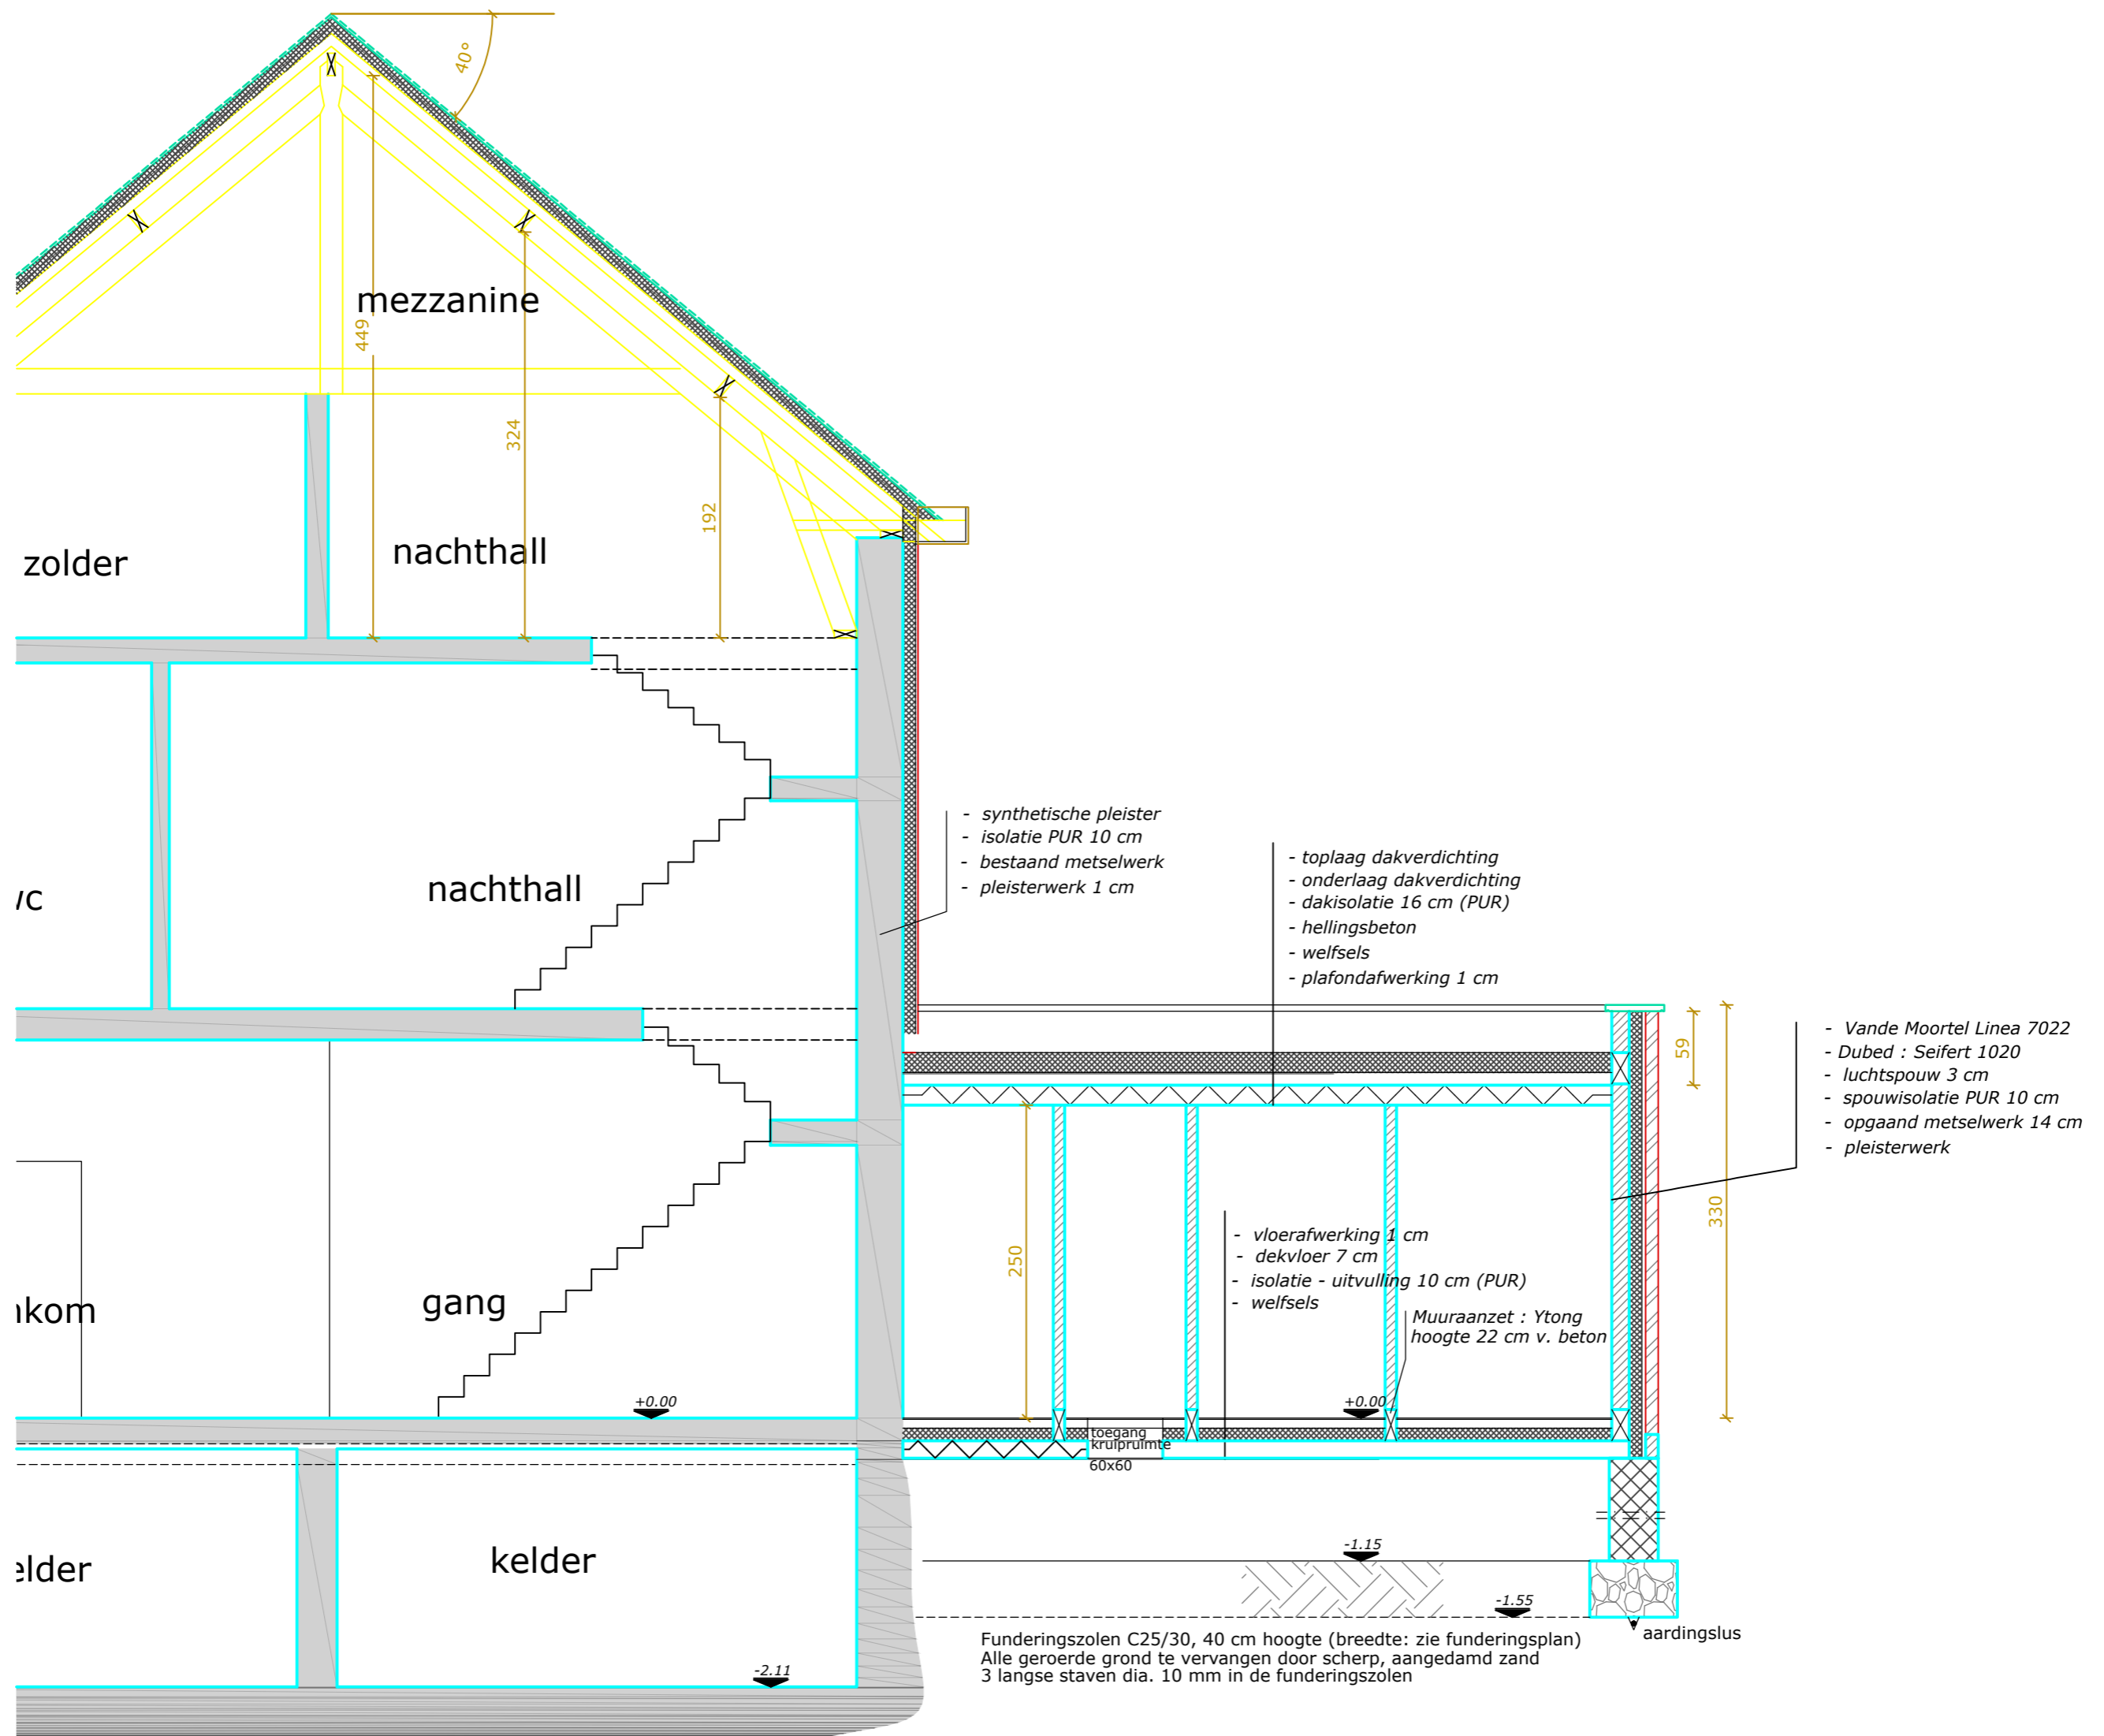 40°
mezzanine
449
324
192
zolder
nachthall
- synthetische pleister
- isolatie PUR 10 cm
- bestaand metselwerk
- pleisterwerk 1 cm
- toplaag dakverdichting
- onderlaag dakverdichting
- dakisolatie 16 cm (PUR)
- hellingsbeton
- welfsels
- plafondafwerking 1 cm
nachthall
59
330
- Vande Moortel Linea 7022
- Dubed : Seifert 1020
- luchtspouw 3 cm
- spouwisolatie PUR 10 cm
- opgaand metselwerk 14 cm
- pleisterwerk
250
- vloerafwerking 1 cm
- dekvloer 7 cm
- isolatie - uitvulling 10 cm (PUR)
- welfsels
Muuraanzet : Ytong
hoogte 22 cm v. beton
gang
+0.00
+0.00
toegang
kruipruimte
60x60
kelder
-1.15
-1.55
aardingslus
Funderingszolen C25/30, 40 cm hoogte (breedte: zie funderingsplan)
Alle geroerde grond te vervangen door scherp, aangedamd zand
3 langse staven dia. 10 mm in de funderingszolen
-2.11